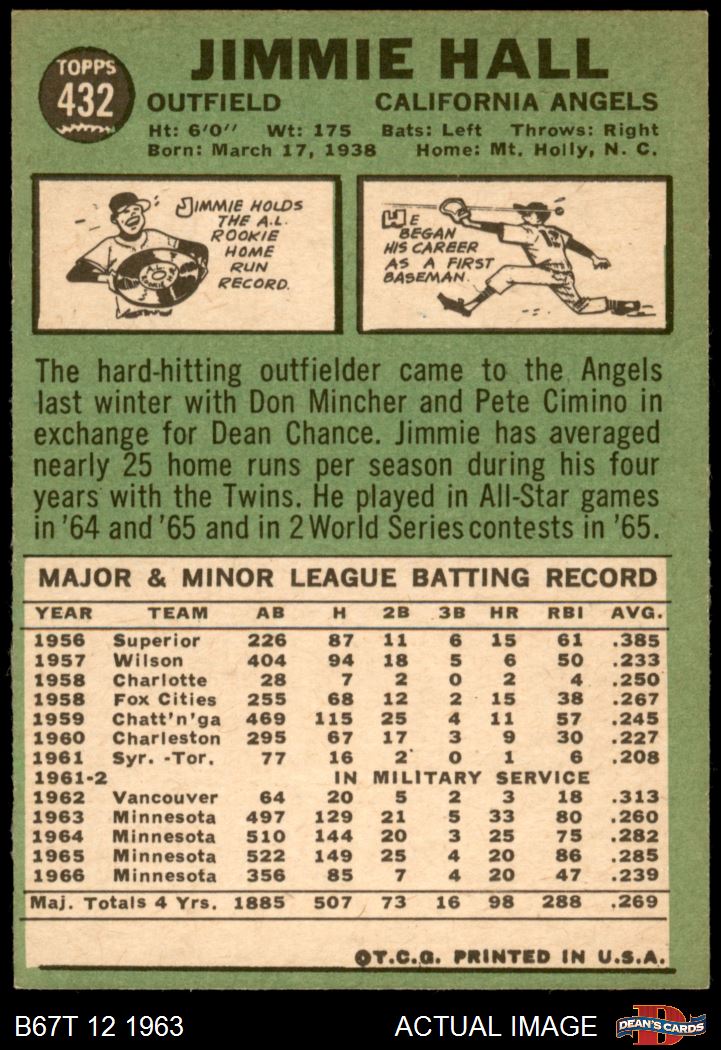 TOPPS
432
JIMMIE HALL
OUTFIELD CALIFORNIA ANGELS
Ht: 6'0" Wt: 175 Bats: Left Throws: Right
Born: March 17, 1938 Home: Mt. Holly, N. C.
JIMMIE HOLDS
THE A.L.
ROOKIE
HOME
RUN
RECORD.
HE
BEGAN
HIS CAREER
AS A FIRST
BASEMAN.
The hard-hitting outfielder came to the Angels
last winter with Don Mincher and Pete Cimino in
exchange for Dean Chance. Jimmie has averaged
nearly 25 home runs per season during his four
years with the Twins. He played in All-Star games
in '64 and '65 and in 2 World Series contests in '65.
MAJOR & MINOR LEAGUE BATTING RECORD
YEAR TEAM AB H 2B 3B HR RBI AVG.
1956 Superior 226 87 11 6 15 61 .385
1957 Wilson 404 94 18 5 6 50 .233
1958 Charlotte 28 7 2 0 2 4 .250
1958 Fox Cities 255 68 12 2 15 38 .267
1959 Chatt'n'ga 469 115 25 4 11 57 .245
1960 Charleston 295 67 17 3 9 30 .227
1961 Syr. -Tor. 77 16 2 0 1 6 .208
1961-2 IN MILITARY SERVICE
1962 Vancouver 64 20 5 2 3 18 .313
1963 Minnesota 497 129 21 5 33 80 .260
1964 Minnesota 510 144 20 3 25 75 .282
1965 Minnesota 522 149 25 4 20 86 .285
1966 Minnesota 356 85 7 4 20 47 .239
Maj. Totals 4 Yrs. 1885 507 73 16 98 288 .269
©T.C.G. PRINTED IN U.S.A.
B67T 12 1963 ACTUAL IMAGE DEAN'S CARDS